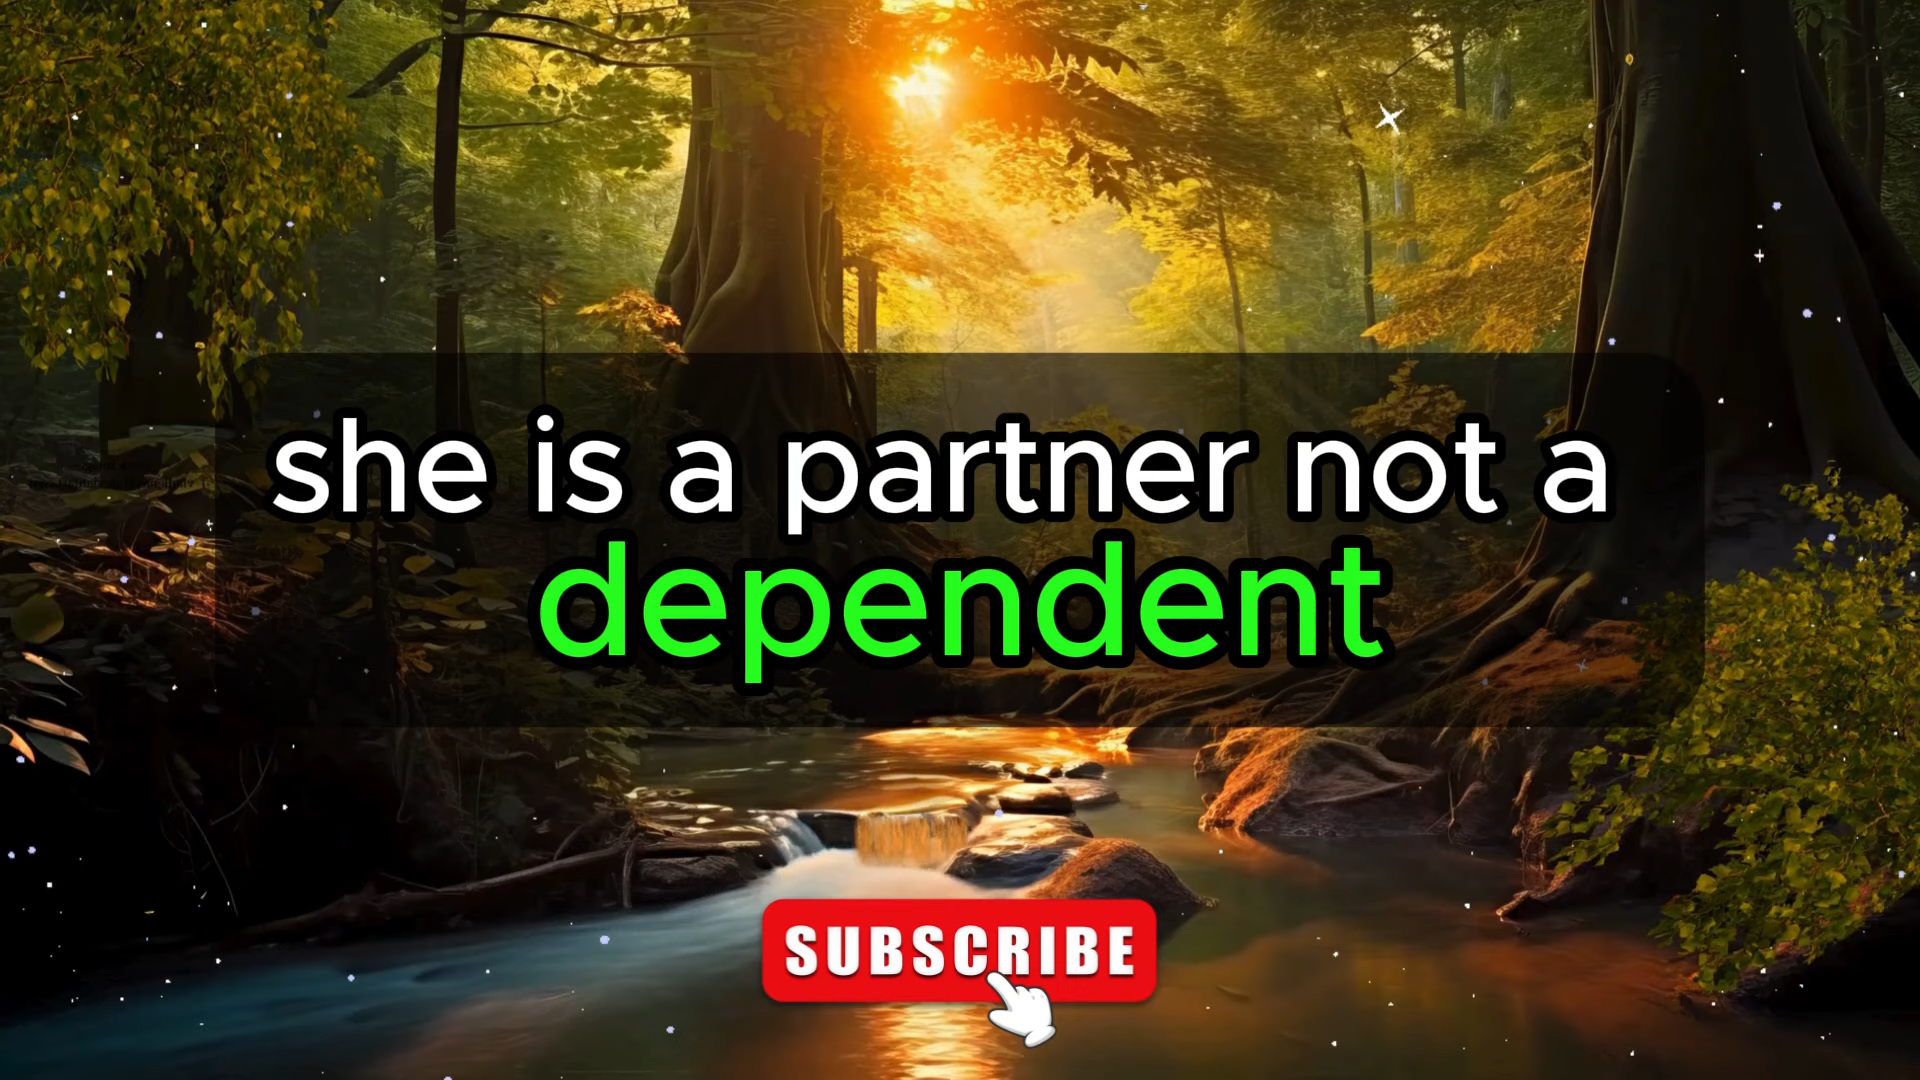 she is a partner not a
dependent
SUBSCRIBE